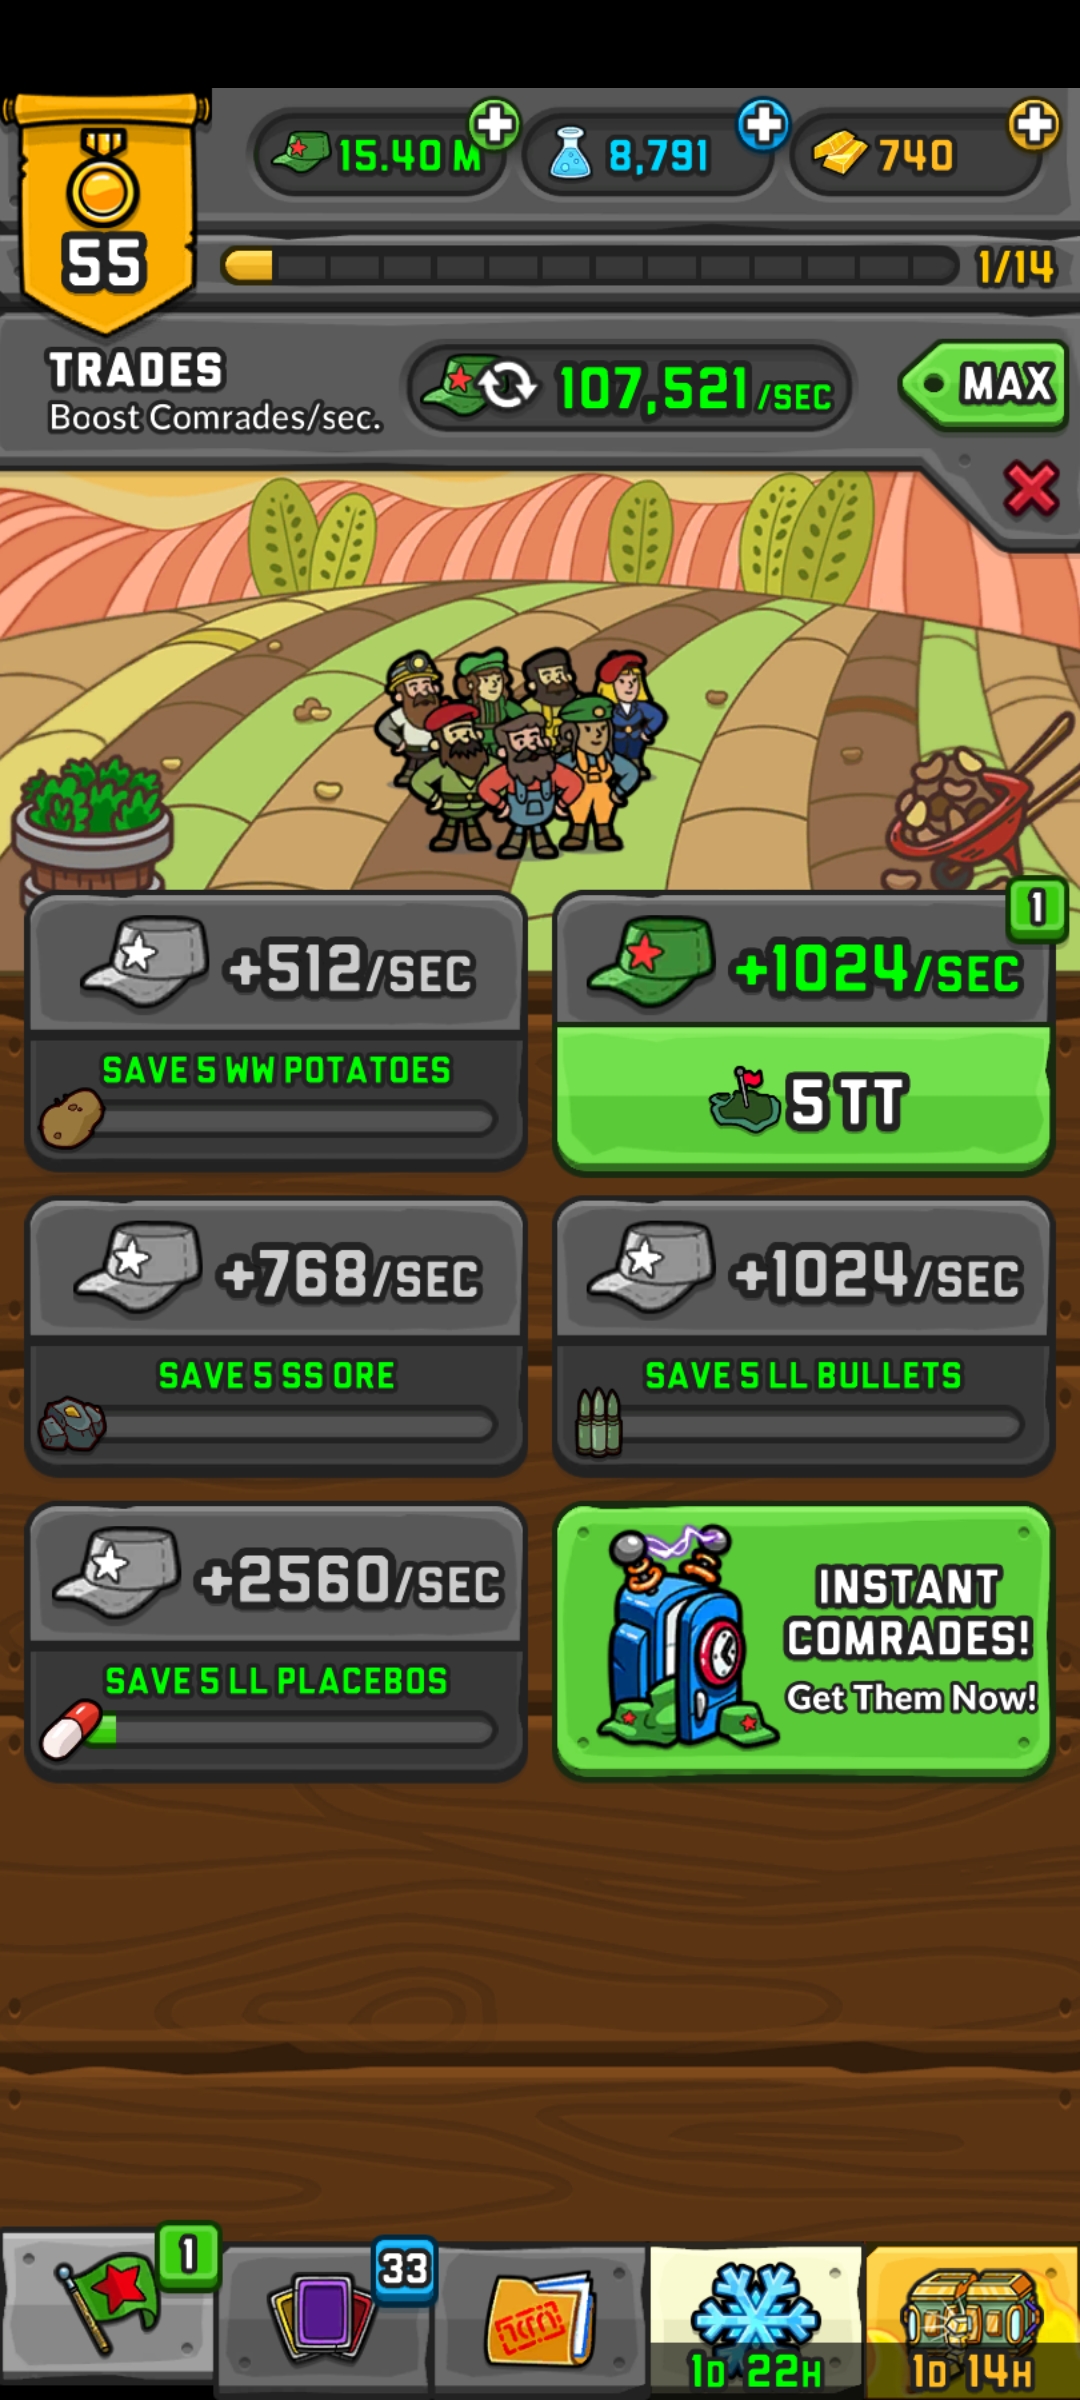 15.40 M
8,791
740
55
1/14
TRADES
Boost Comrades/sec.
107,521/SEC
MAX
+512/SEC
SAVE 5 WW POTATOES
1
+1024/SEC
5 TT
+768/SEC
SAVE 5 SS ORE
+1024/SEC
SAVE 5 LL BULLETS
+2560/SEC
SAVE 5 LL PLACEBOS
INSTANT
COMRADES!
Get Them Now!
1
33
1D 22H
1D 14H